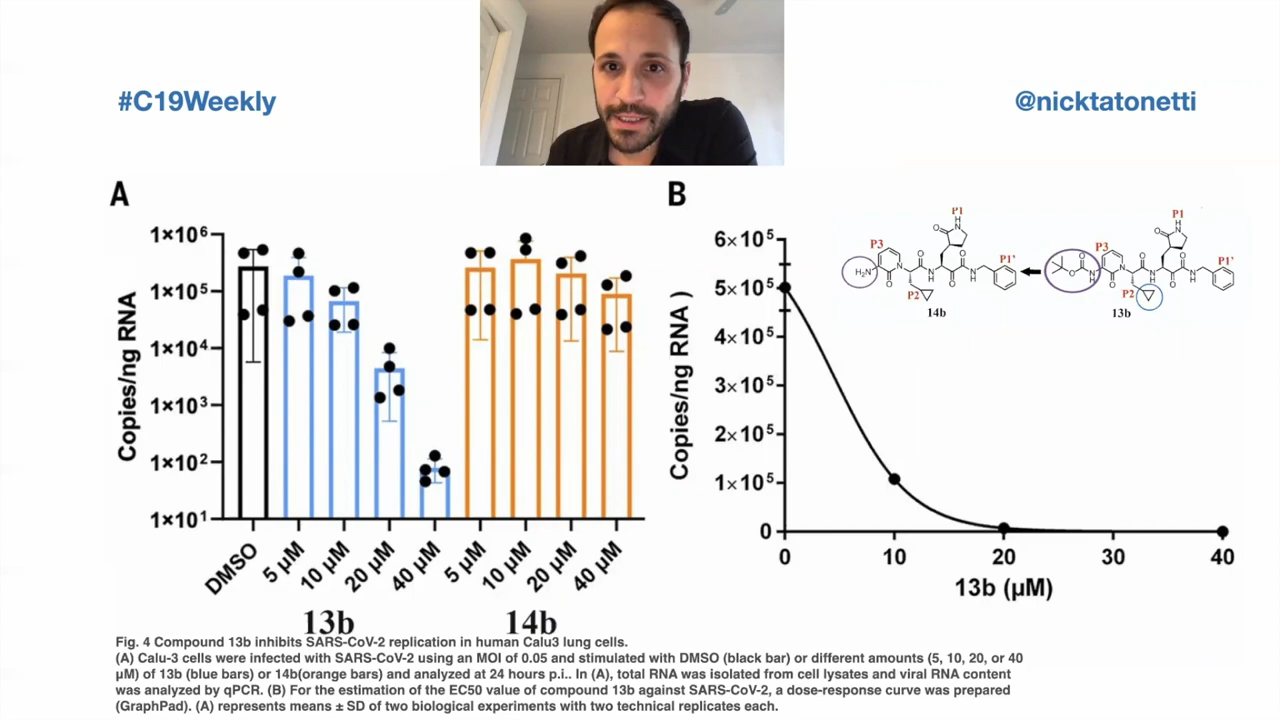 #C19Weekly
@nicktatonetti
A
1×10⁶
1×10⁵
1×10⁴
1×10³
1×10²
1×10¹
Copies/ng RNA
DMSO
5 µM
10 µM
20 µM
40 µM
5 µM
10 µM
20 µM
40 µM
13b
14b
B
6×10⁵
5×10⁵
4×10⁵
3×10⁵
2×10⁵
1×10⁵
0
Copies/ng RNA )
0
10
20
30
40
13b (µM)
P1
H
N
O
P3
H₂N
N
O
H
N
O
O
H
N
O
P1'
P2
14b
P1
H
N
O
P3
O
O
N
H
N
O
H
N
O
O
H
N
O
P1'
P2
13b
Fig. 4 Compound 13b inhibits SARS-CoV-2 replication in human Calu3 lung cells.
(A) Calu-3 cells were infected with SARS-CoV-2 using an MOI of 0.05 and stimulated with DMSO (black bar) or different amounts (5, 10, 20, or 40
µM) of 13b (blue bars) or 14b(orange bars) and analyzed at 24 hours p.i.. In (A), total RNA was isolated from cell lysates and viral RNA content
was analyzed by qPCR. (B) For the estimation of the EC50 value of compound 13b against SARS-CoV-2, a dose-response curve was prepared
(GraphPad). (A) represents means ± SD of two biological experiments with two technical replicates each.